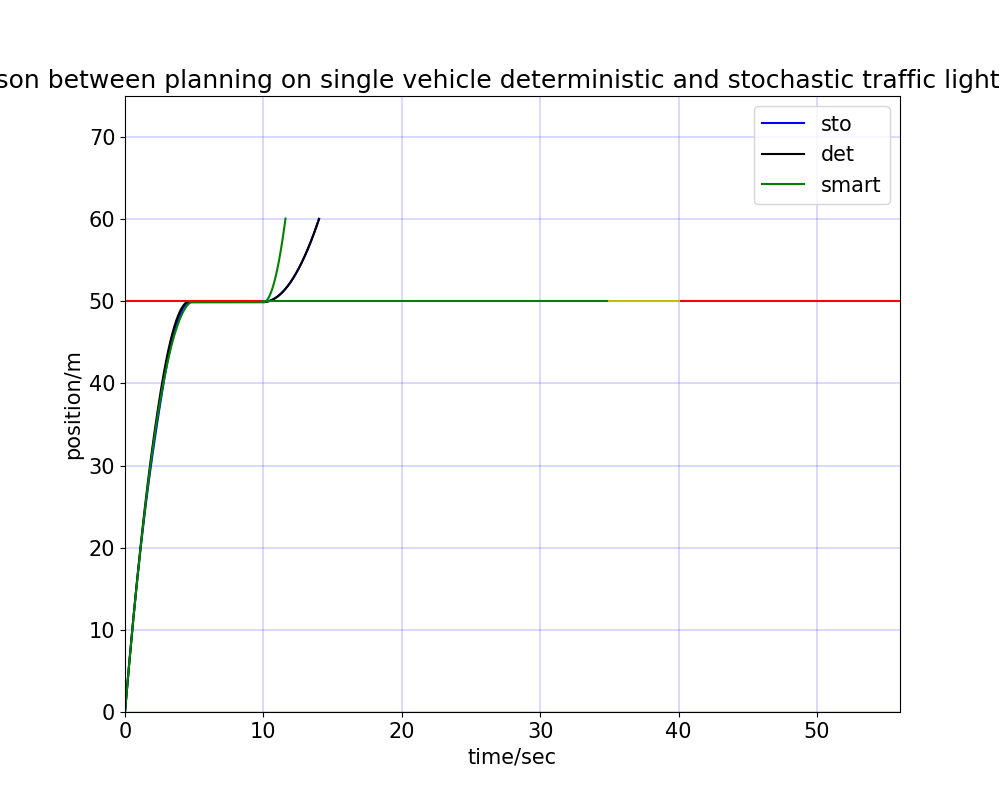 son between planning on single vehicle deterministic and stochastic traffic light
sto
det
smart
70
60
50
40
30
20
10
0
position/m
0 10 20 30 40 50
time/sec